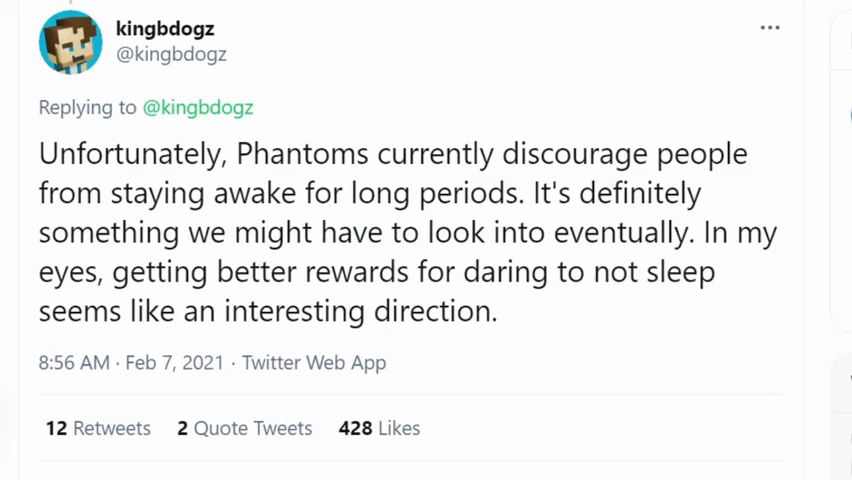 kingbdogz
@kingbdogz
Replying to @kingbdogz
Unfortunately, Phantoms currently discourage people
from staying awake for long periods. It's definitely
something we might have to look into eventually. In my
eyes, getting better rewards for daring to not sleep
seems like an interesting direction.
8:56 AM · Feb 7, 2021 · Twitter Web App
12 Retweets 2 Quote Tweets 428 Likes